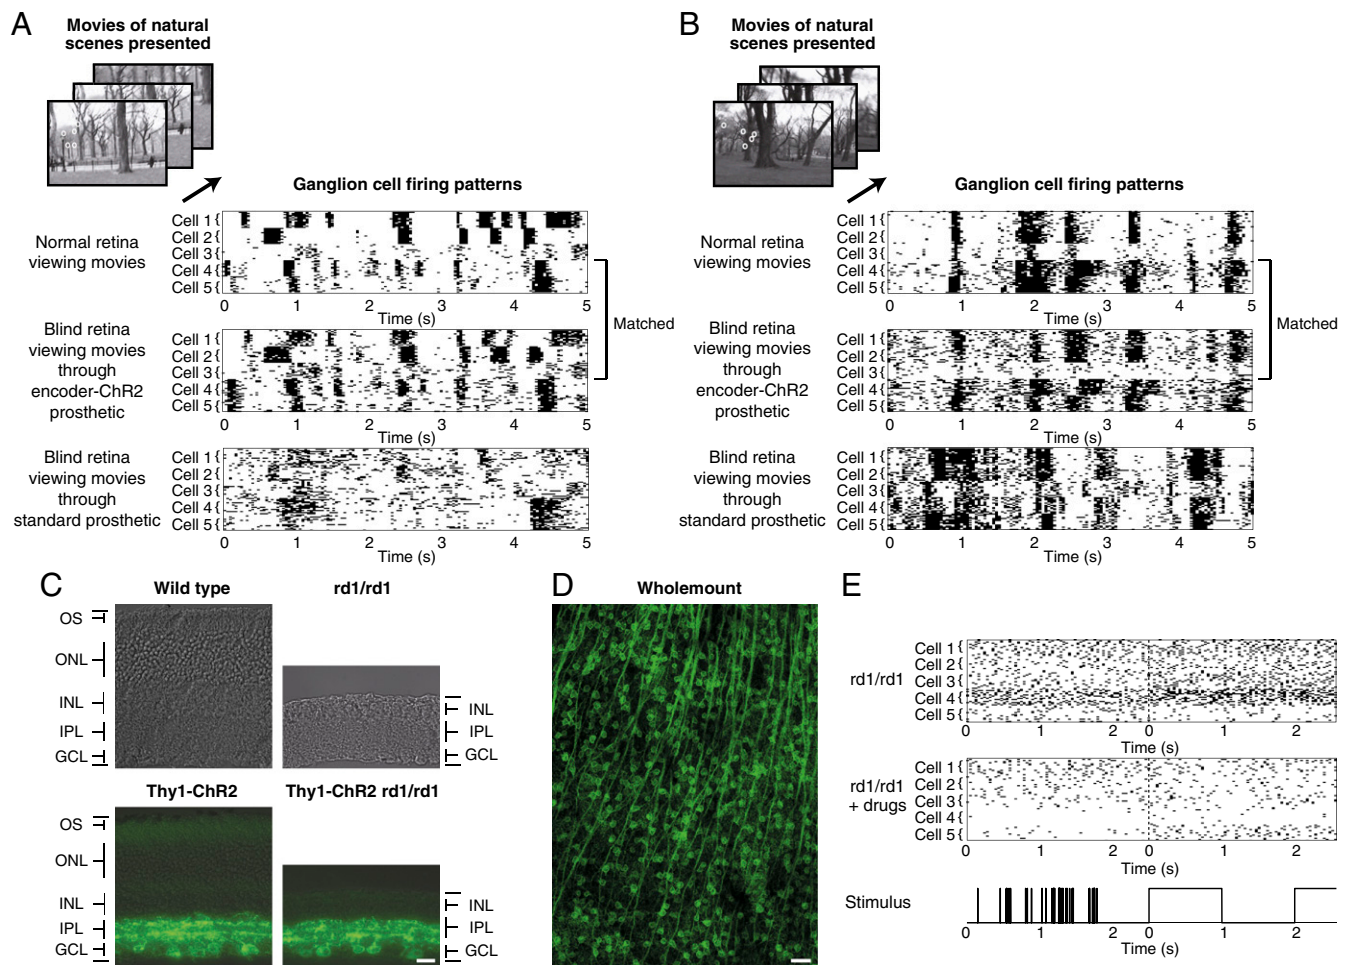 A
Movies of natural
scenes presented
Ganglion cell firing patterns
Normal retina
viewing movies
Cell 1
Cell 2
Cell 3
Cell 4
Cell 5
0 1 2 3 4 5
Time (s)
Blind retina
viewing movies
through
encoder-ChR2
prosthetic
Cell 1
Cell 2
Cell 3
Cell 4
Cell 5
0 1 2 3 4 5
Time (s)
Matched
Blind retina
viewing movies
through
standard prosthetic
Cell 1
Cell 2
Cell 3
Cell 4
Cell 5
0 1 2 3 4 5
Time (s)
B
Movies of natural
scenes presented
Ganglion cell firing patterns
Normal retina
viewing movies
Cell 1
Cell 2
Cell 3
Cell 4
Cell 5
0 1 2 3 4 5
Time (s)
Blind retina
viewing movies
through
encoder-ChR2
prosthetic
Cell 1
Cell 2
Cell 3
Cell 4
Cell 5
0 1 2 3 4 5
Time (s)
Matched
Blind retina
viewing movies
through
standard prosthetic
Cell 1
Cell 2
Cell 3
Cell 4
Cell 5
0 1 2 3 4 5
Time (s)
C
Wild type
rd1/rd1
OS
ONL
INL
IPL
GCL
INL
IPL
GCL
Thy1-ChR2
Thy1-ChR2 rd1/rd1
OS
ONL
INL
IPL
GCL
INL
IPL
GCL
D
Wholemount
E
rd1/rd1
Cell 1
Cell 2
Cell 3
Cell 4
Cell 5
0 1 2 0 1 2
Time (s)
rd1/rd1
+ drugs
Cell 1
Cell 2
Cell 3
Cell 4
Cell 5
0 1 2 0 1 2
Time (s)
Stimulus
0 1 2 0 1 2
Time (s)